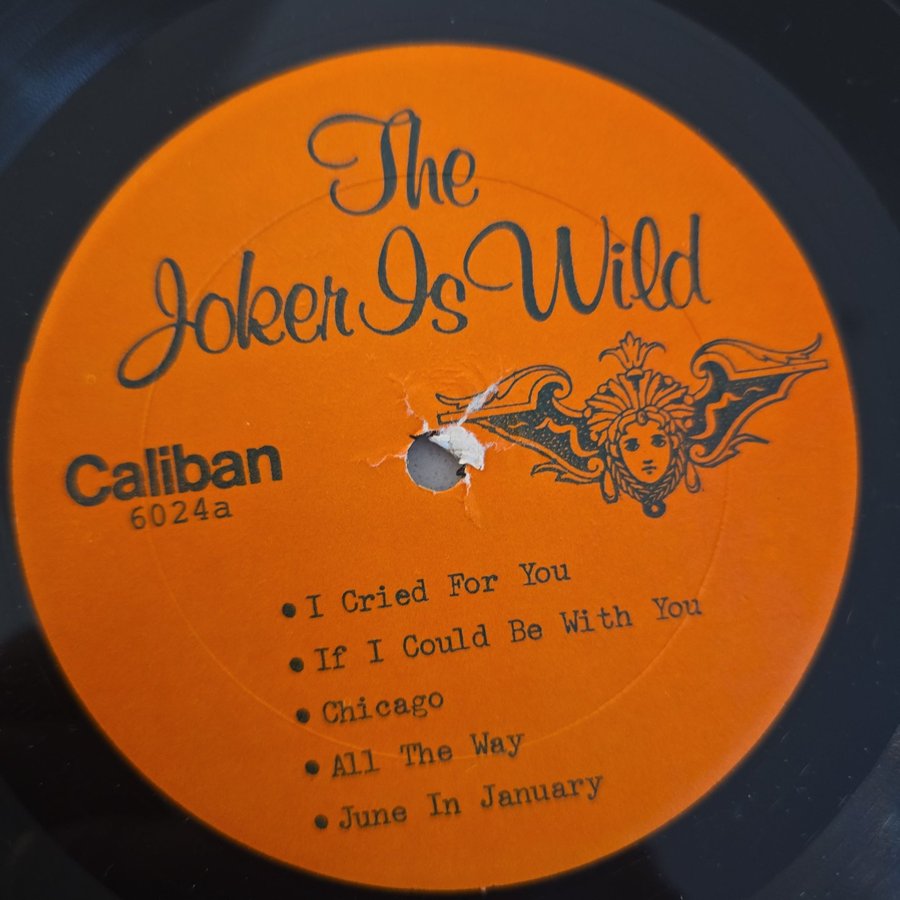 The
Joker Is Wild
Caliban
6024a
• I Cried For You
• If I Could Be With You
• Chicago
• All The Way
• June In January